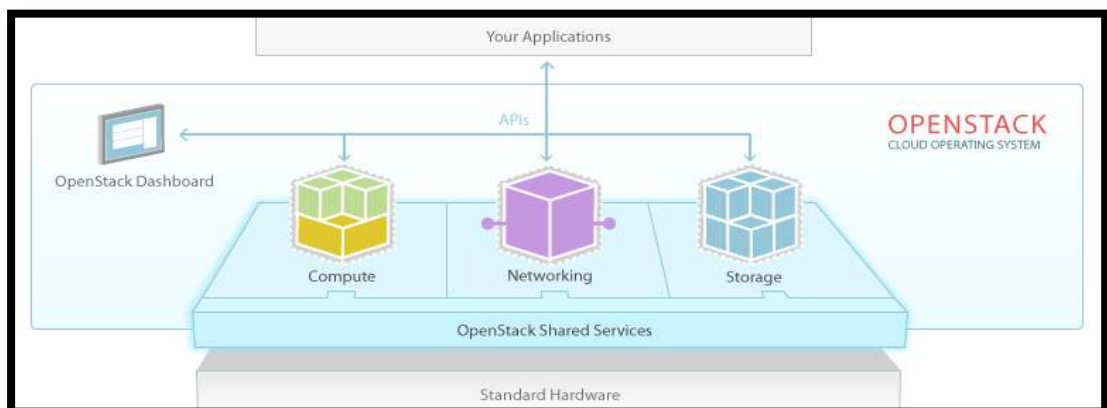 Your Applications
APIs
OPENSTACK
CLOUD OPERATING SYSTEM
OpenStack Dashboard
Compute
Networking
Storage
OpenStack Shared Services
Standard Hardware